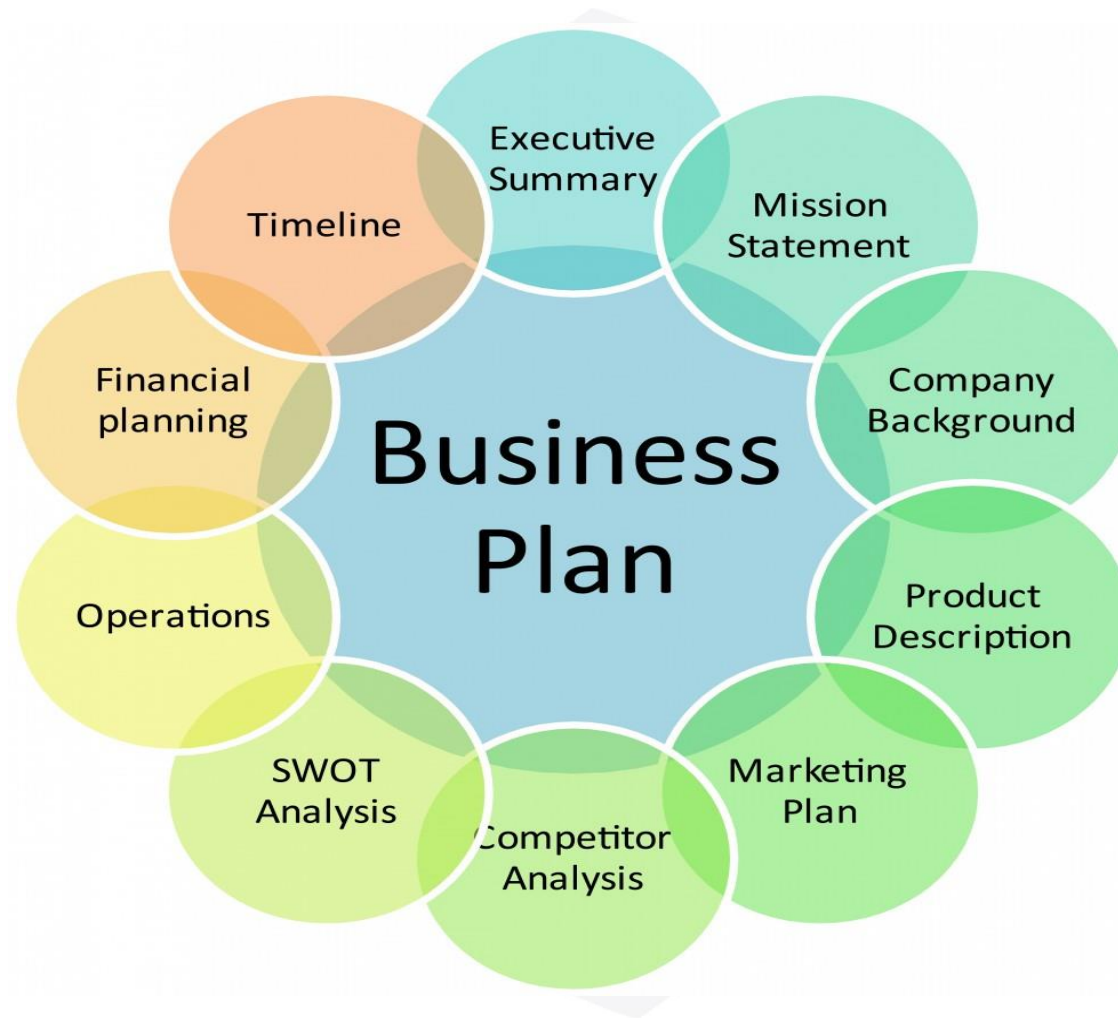 Executive
Summary
Mission
Statement
Company
Background
Product
Description
Marketing
Plan
Competitor
Analysis
SWOT
Analysis
Operations
Financial
planning
Timeline
Business
Plan